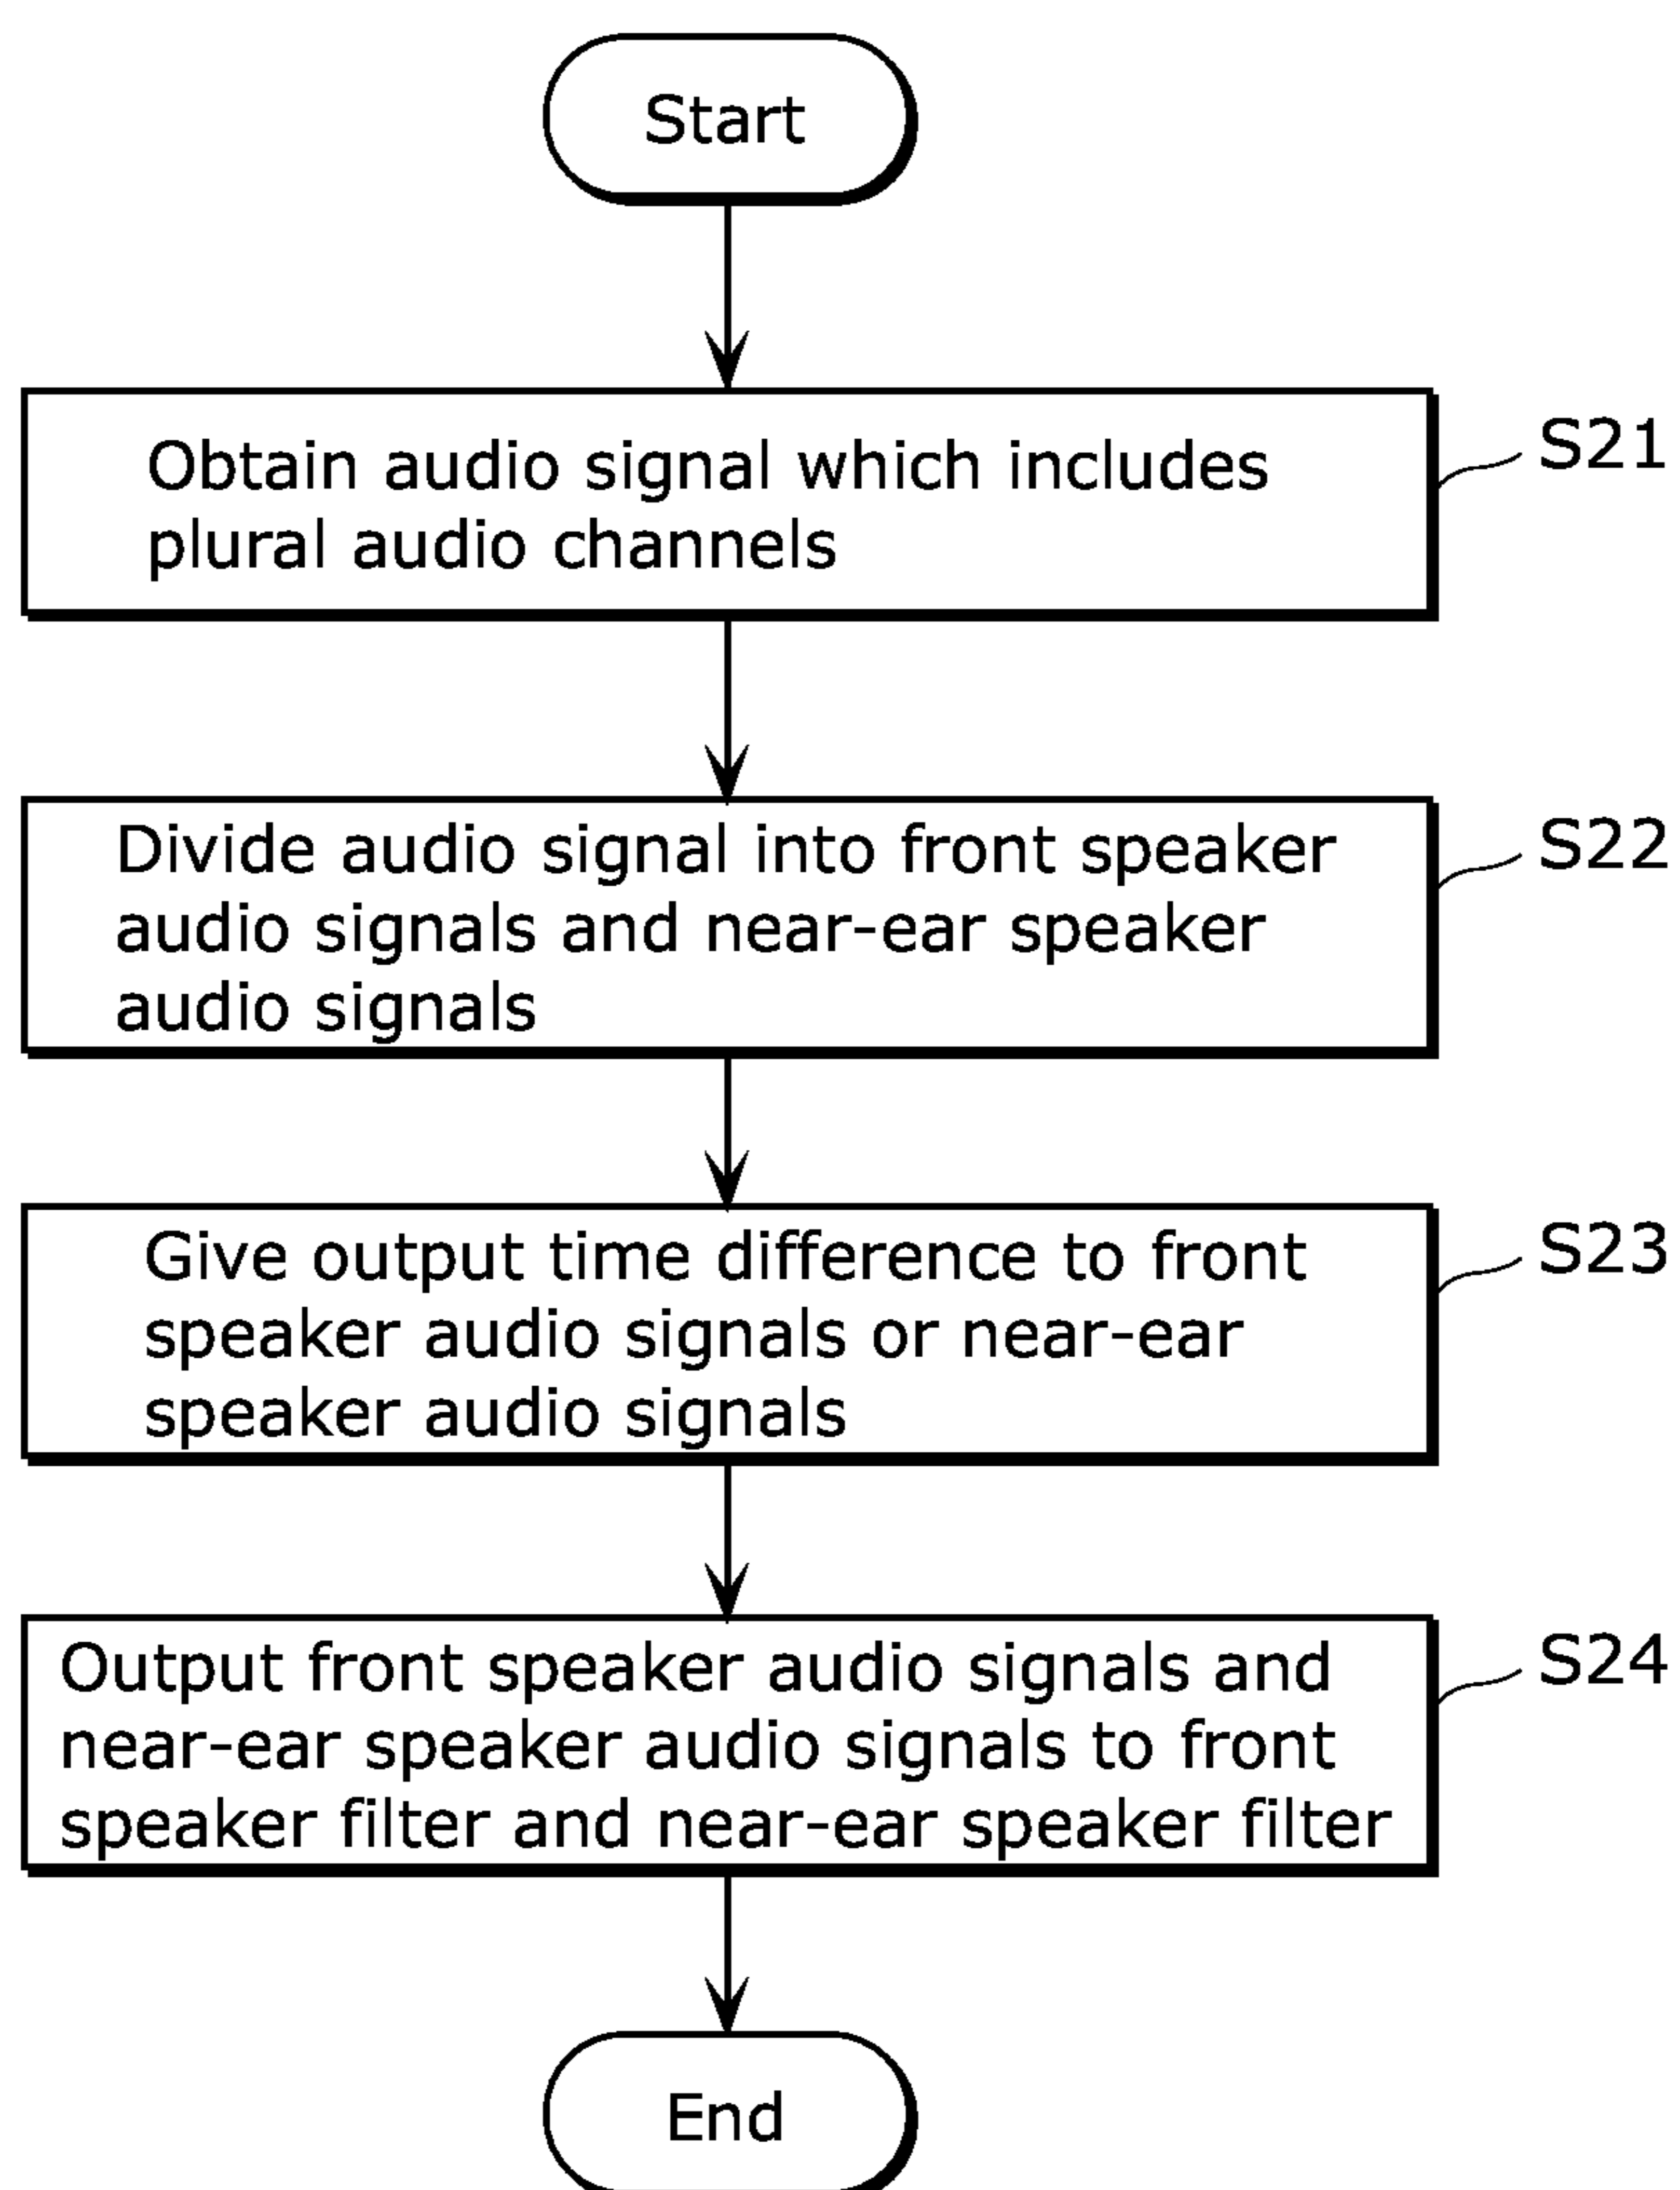 Start
Obtain audio signal which includes
plural audio channels
S21
Divide audio signal into front speaker
audio signals and near-ear speaker
audio signals
S22
Give output time difference to front
speaker audio signals or near-ear
speaker audio signals
S23
Output front speaker audio signals and
near-ear speaker audio signals to front
speaker filter and near-ear speaker filter
S24
End